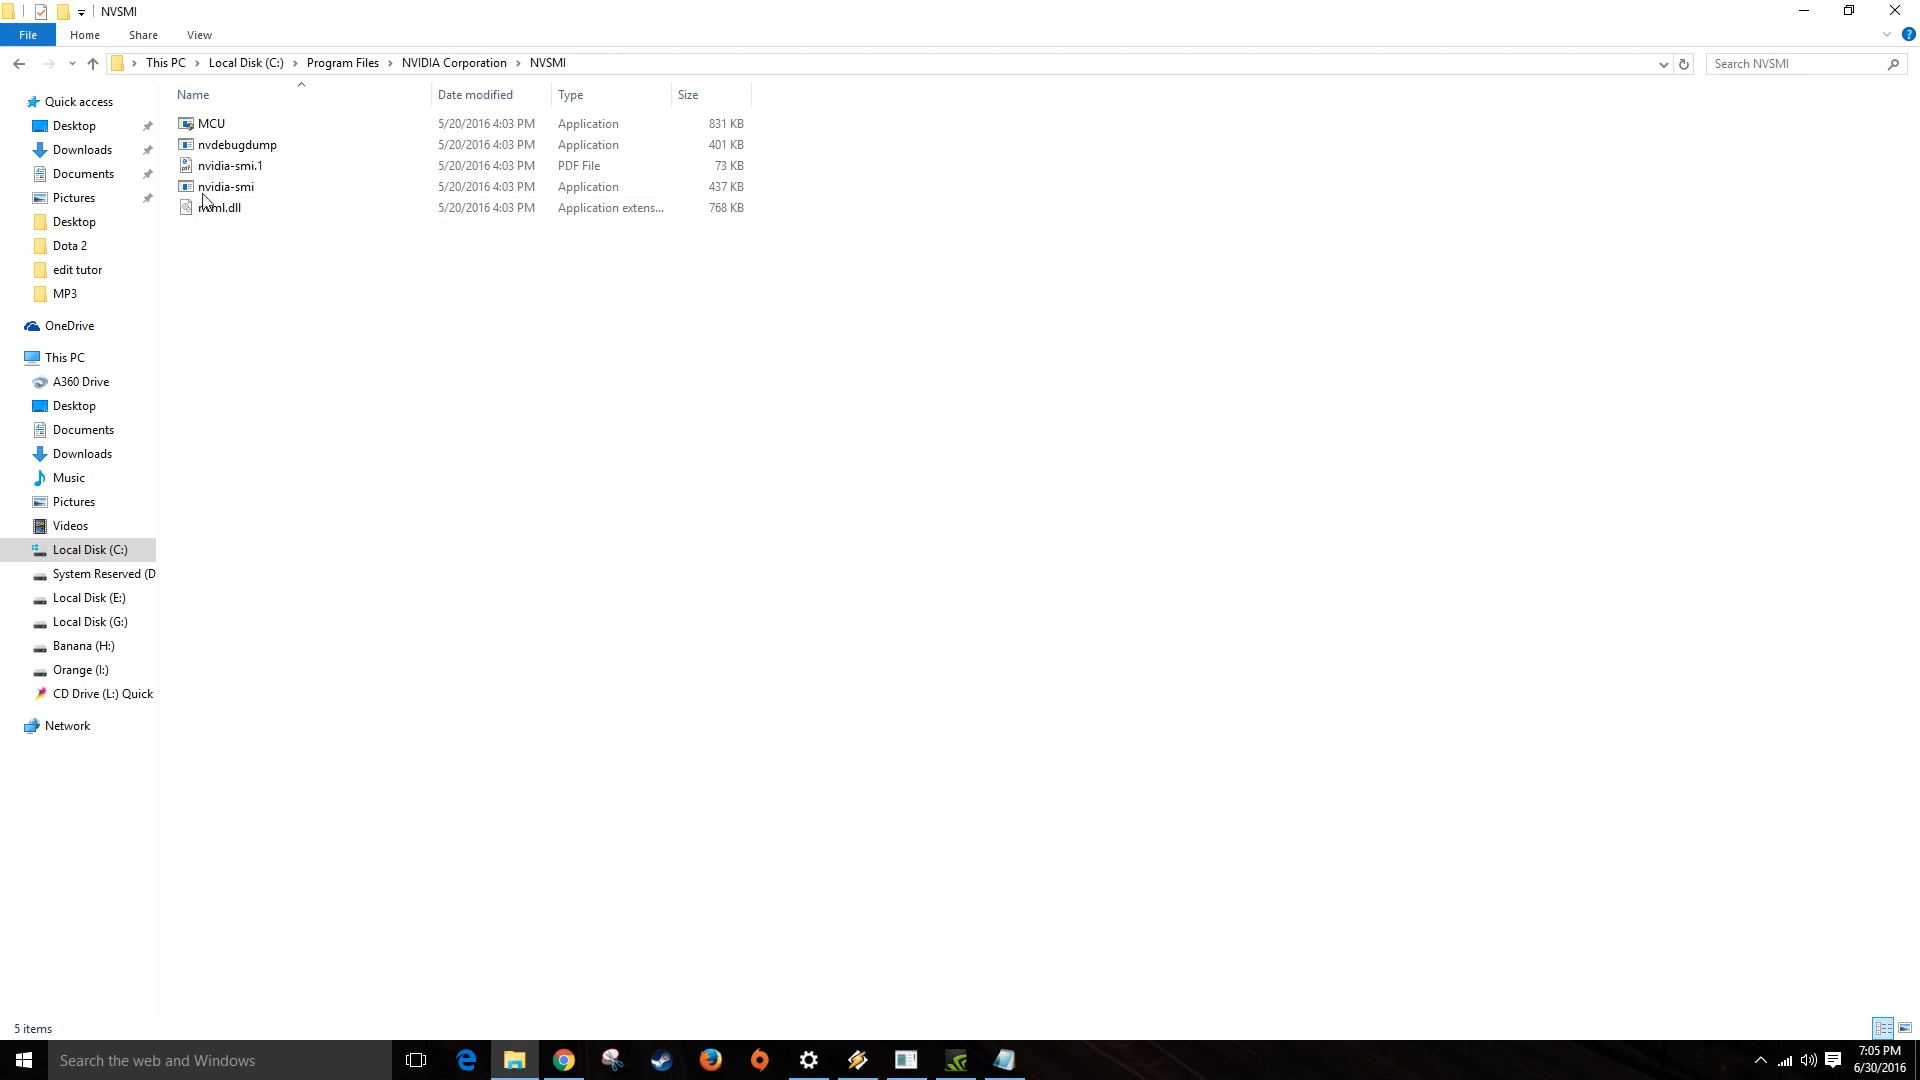 NVSMI
File Home Share View
This PC Local Disk (C:) Program Files NVIDIA Corporation NVSMI
Search NVSMI
Name Date modified Type Size
MCU 5/20/2016 4:03 PM Application 831 KB
nvdebugdump 5/20/2016 4:03 PM Application 401 KB
nvidia-smi.1 5/20/2016 4:03 PM PDF File 73 KB
nvidia-smi 5/20/2016 4:03 PM Application 437 KB
5/20/2016 4:03 PM Application extens... 768 KB
Quick access
Desktop
Downloads
Documents
Pictures
Desktop
Dota 2
edit tutor
MP3
OneDrive
This PC
A360 Drive
Desktop
Documents
Downloads
Music
Pictures
Videos
Local Disk (C:)
System Reserved (D
Local Disk (E:)
Local Disk (G:)
Banana (H:)
Orange (I:)
CD Drive (L:) Quick
Network
5 items
Search the web and Windows
7:05 PM
6/30/2016